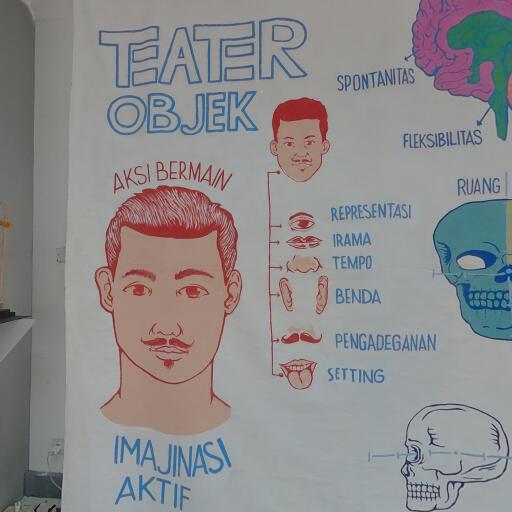 TEATER
OBJEK
AKSI BERMAIN
IMAJINASI
AKTIF
REPRESENTASI
IRAMA
TEMPO
BENDA
PENGADEGANAN
SETTING
SPONTANITAS
FLEKSIBILITAS
RUANG